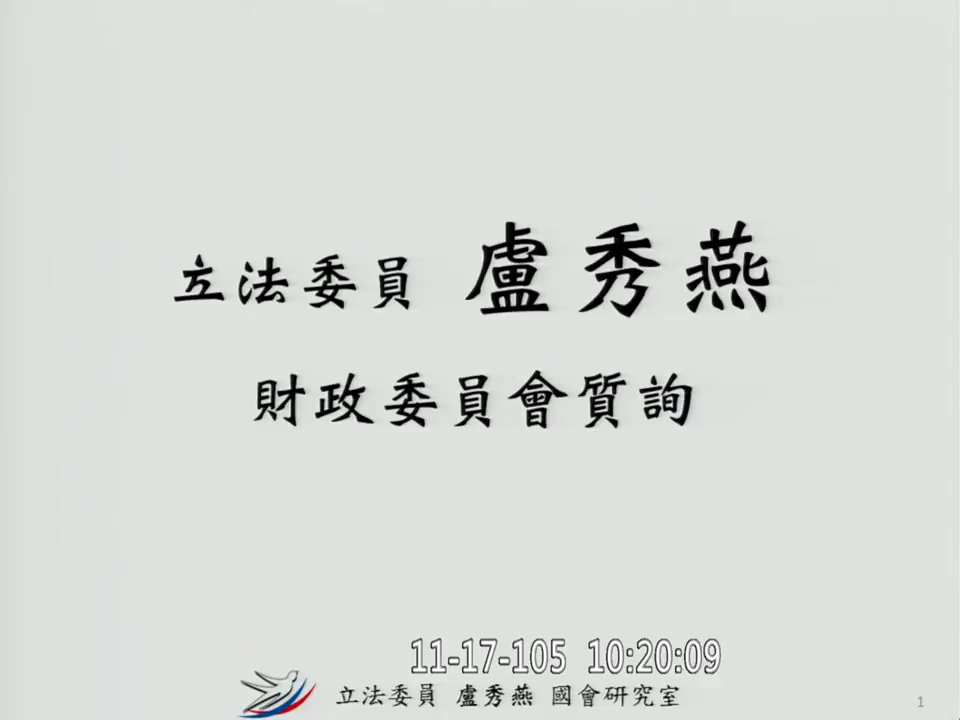 立法委員 盧秀燕
財政委員會質詢
11-17-105 10:20:09
立法委員 盧秀燕 國會研究室
1